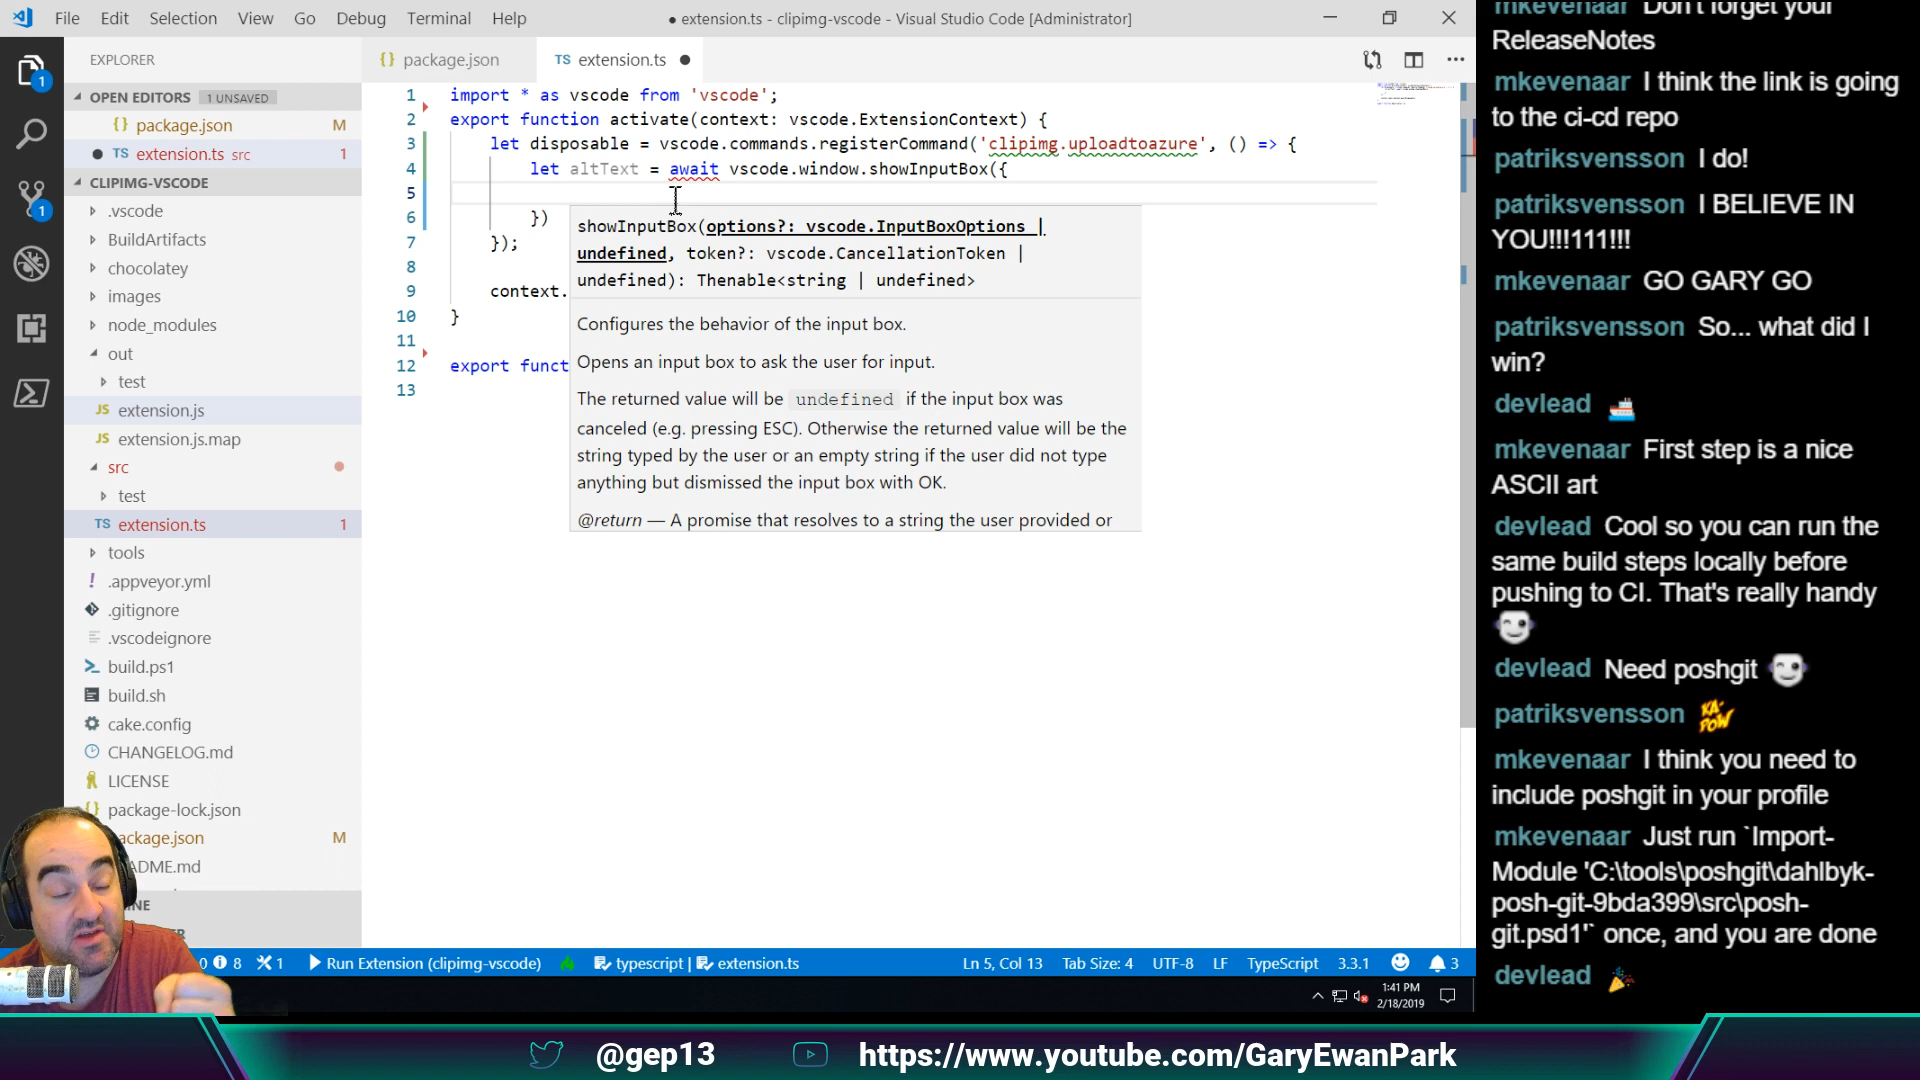 File Edit Selection View Go Debug Terminal Help
● extension.ts - clipimg-vscode - Visual Studio Code [Administrator]
EXPLORER
OPEN EDITORS 1 UNSAVED
{} package.json M
TS extension.ts src 1
CLIPIMG-VSCODE
.vscode
BuildArtifacts
chocolatey
images
node_modules
out
test
JS extension.js
JS extension.js.map
src
test
TS extension.ts 1
tools
! .appveyor.yml
.gitignore
.vscodeignore
build.ps1
build.sh
cake.config
CHANGELOG.md
LICENSE
{} package-lock.json
package.json M
ADME.md
INE
{} package.json
TS extension.ts ●
1 import * as vscode from 'vscode';
2 export function activate(context: vscode.ExtensionContext) {
3 let disposable = vscode.commands.registerCommand('clipimg.uploadtoazure', () => {
4 let altText = await vscode.window.showInputBox({
5
6 })
7 });
8
9 context.
10 }
11
12 export funct
13
showInputBox(options?: vscode.InputBoxOptions |
undefined, token?: vscode.CancellationToken |
undefined): Thenable<string | undefined>
Configures the behavior of the input box.
Opens an input box to ask the user for input.
The returned value will be undefined if the input box was
canceled (e.g. pressing ESC). Otherwise the returned value will be the
string typed by the user or an empty string if the user did not type
anything but dismissed the input box with OK.
@return — A promise that resolves to a string the user provided or
0 8 1 Run Extension (clipimg-vscode) typescript | extension.ts Ln 5, Col 13 Tab Size: 4 UTF-8 LF TypeScript 3.3.1 3
1:41 PM
2/18/2019
mkevenaar Don't forget your
ReleaseNotes
mkevenaar I think the link is going
to the ci-cd repo
patriksvensson I do!
patriksvensson I BELIEVE IN
YOU!!!111!!!
mkevenaar GO GARY GO
patriksvensson So... what did I
win?
devlead
mkevenaar First step is a nice
ASCII art
devlead Cool so you can run the
same build steps locally before
pushing to CI. That's really handy
devlead Need poshgit
patriksvensson KA-POW
mkevenaar I think you need to
include poshgit in your profile
mkevenaar Just run `Import-
Module 'C:\tools\poshgit\dahlbyk-
posh-git-9bda399\src\posh-
git.psd1'` once, and you are done
devlead
@gep13 https://www.youtube.com/GaryEwanPark